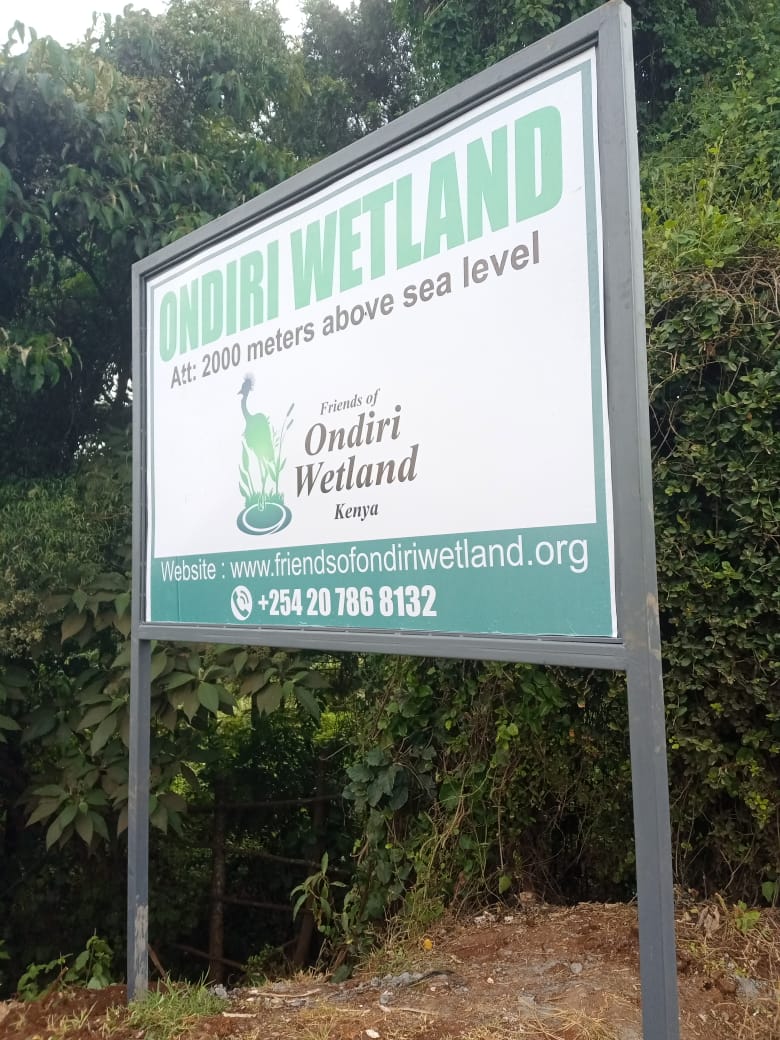 ONDIRI WETLAND
Att: 2000 meters above sea level
Friends of
Ondiri
Wetland
Kenya
Website : www.friendsofondiriwetland.org
+254 20 786 8132